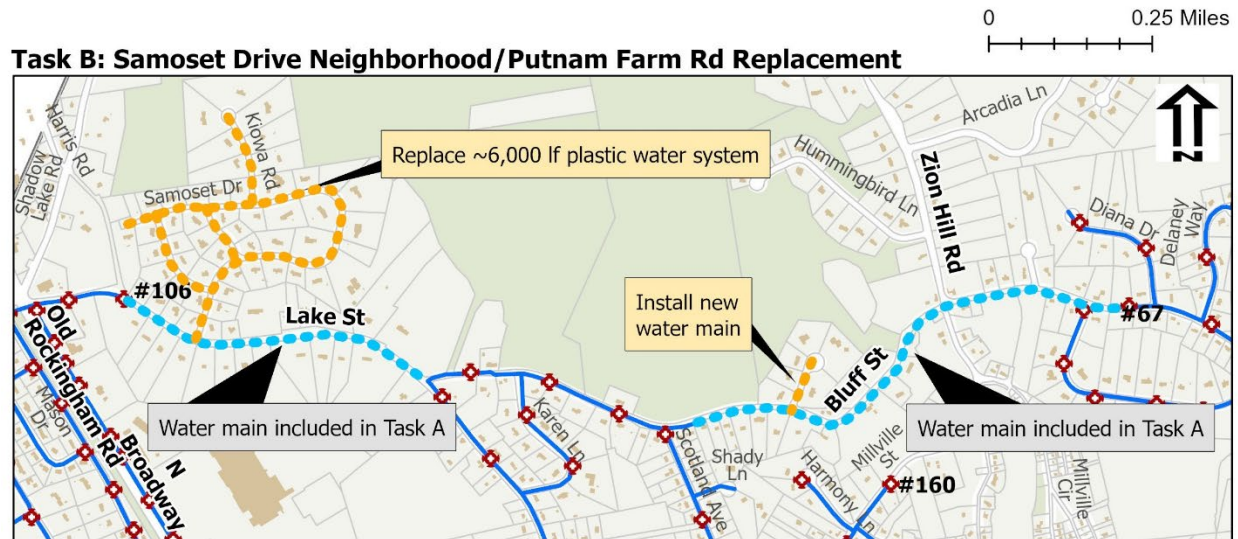 0 0.25 Miles
Task B: Samoset Drive Neighborhood/Putnam Farm Rd Replacement
Harris Rd
Shadow
Lake Rd
Kiowa Rd
Samoset Dr
Replace ~6,000 lf plastic water system
Arcadia Ln
N
Hummingbird Ln
Zion Hill Rd
Diana Dr
Delaney
Way
#106
Lake St
Install new
water main
#67
Bluff St
Old
Rockingham Rd
Mason
Dr
N
Broadway
Water main included in Task A
Water main included in Task A
Karen Ln
Scotland Ave
Shady
Ln
Harmony Ln
Millville
St
#160
Millville
Cir